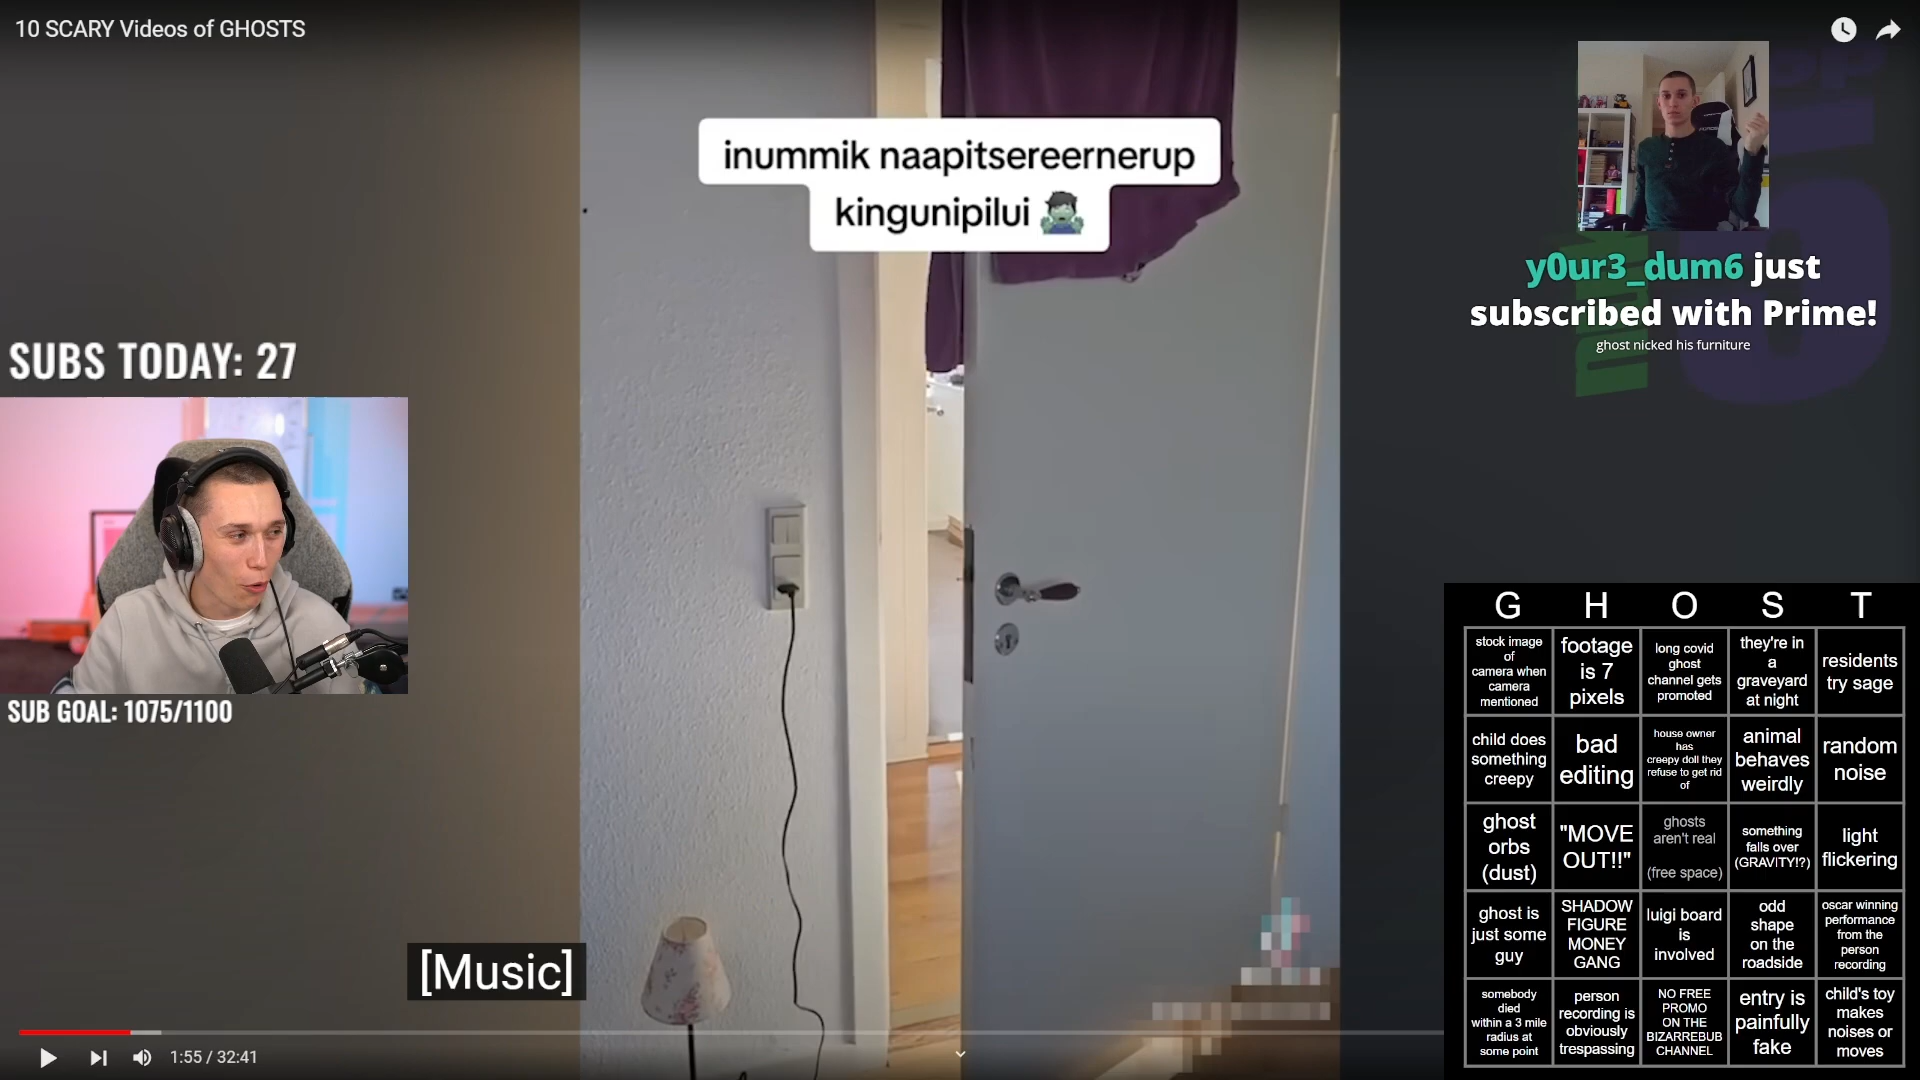 10 SCARY Videos of GHOSTS
inummik naapitsereernerup
kingunipilui
y0ur3_dum6 just
subscribed with Prime!
ghost nicked his furniture
SUBS TODAY: 27
SUB GOAL: 1075/1100
[Music]
1:55 / 32:41
G H O S T
stock image
of
camera when
camera
mentioned
footage
is 7
pixels
long covid
ghost
channel gets
promoted
they're in
a
graveyard
at night
residents
try sage
child does
something
creepy
bad
editing
house owner
has
creepy doll they
refuse to get rid
of
animal
behaves
weirdly
random
noise
ghost
orbs
(dust)
"MOVE
OUT!!"
ghosts
aren't real
(free space)
something
falls over
(GRAVITY!?)
light
flickering
ghost is
just some
guy
SHADOW
FIGURE
MONEY
GANG
luigi board
is
involved
odd
shape
on the
roadside
oscar winning
performance
from the
person
recording
somebody
died
within a 3 mile
radius at
some point
person
recording is
obviously
trespassing
NO FREE
PROMO
ON THE
BIZARREBUB
CHANNEL
entry is
painfully
fake
child's toy
makes
noises or
moves